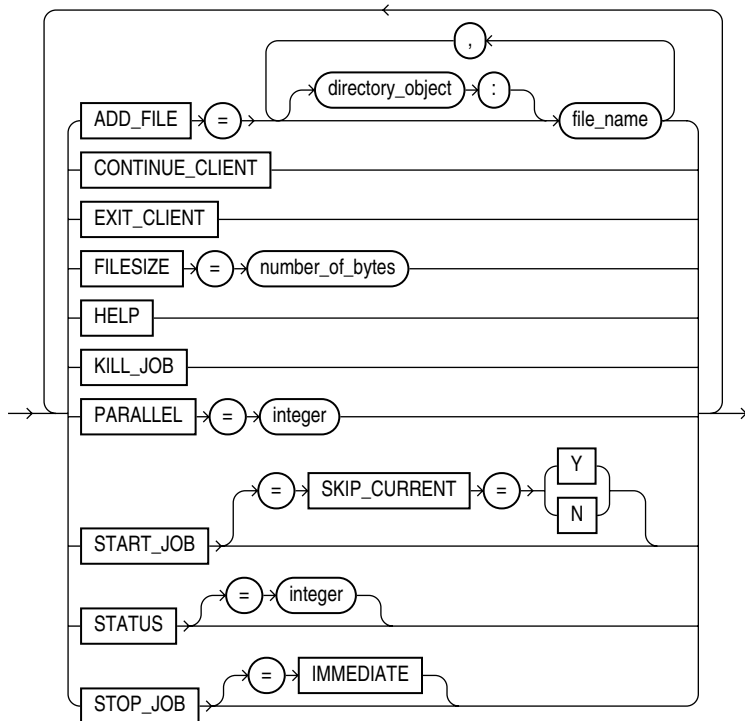 ,
directory_object :
ADD_FILE = file_name
CONTINUE_CLIENT
EXIT_CLIENT
FILESIZE = number_of_bytes
HELP
KILL_JOB
PARALLEL = integer
Y
= SKIP_CURRENT =
N
START_JOB
= integer
STATUS
= IMMEDIATE
STOP_JOB